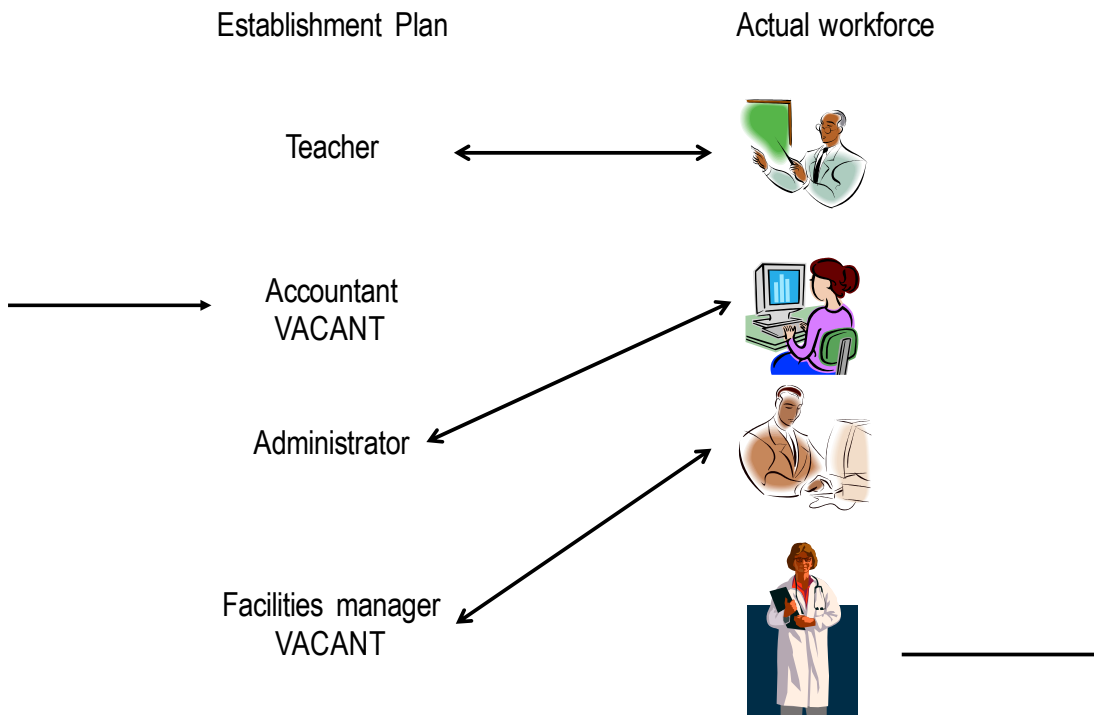 Establishment Plan
Actual workforce
Teacher
Accountant
VACANT
Administrator
Facilities manager
VACANT